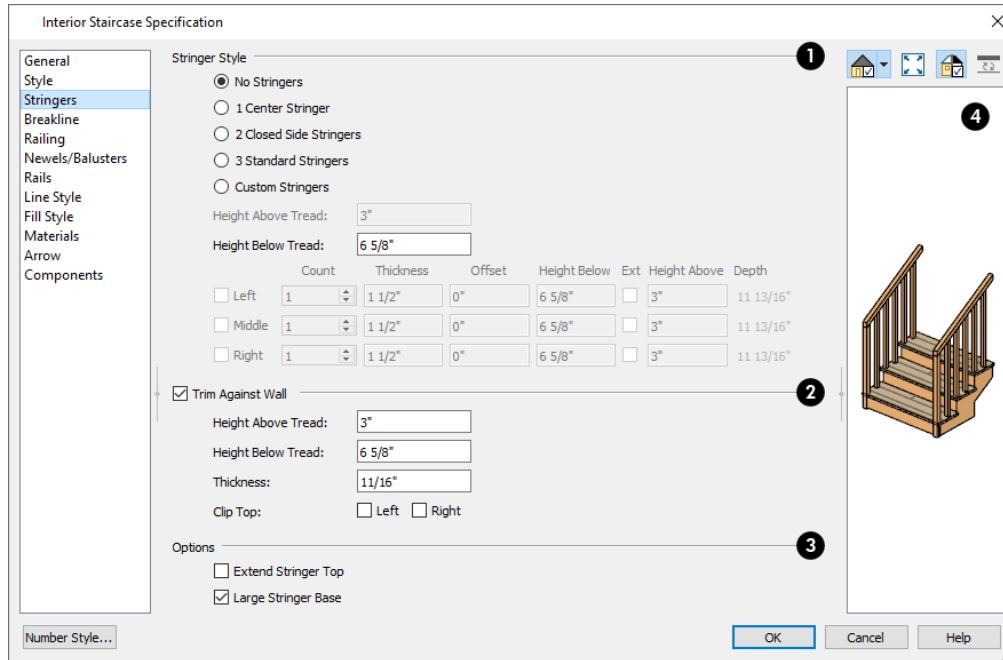 Interior Staircase Specification
General
Style
Stringers
Breakline
Railing
Newels/Balusters
Rails
Line Style
Fill Style
Materials
Arrow
Components
Stringer Style
1
No Stringers
1 Center Stringer
2 Closed Side Stringers
3 Standard Stringers
Custom Stringers
Height Above Tread: 3"
Height Below Tread: 6 5/8"
Count Thickness Offset Height Below Ext Height Above Depth
Left 1 1 1/2" 0" 6 5/8" 3" 11 13/16"
Middle 1 1 1/2" 0" 6 5/8" 3" 11 13/16"
Right 1 1 1/2" 0" 6 5/8" 3" 11 13/16"
Trim Against Wall
2
Height Above Tread: 3"
Height Below Tread: 6 5/8"
Thickness: 11/16"
Clip Top: Left Right
Options
3
Extend Stringer Top
Large Stringer Base
4
Number Style...
OK
Cancel
Help